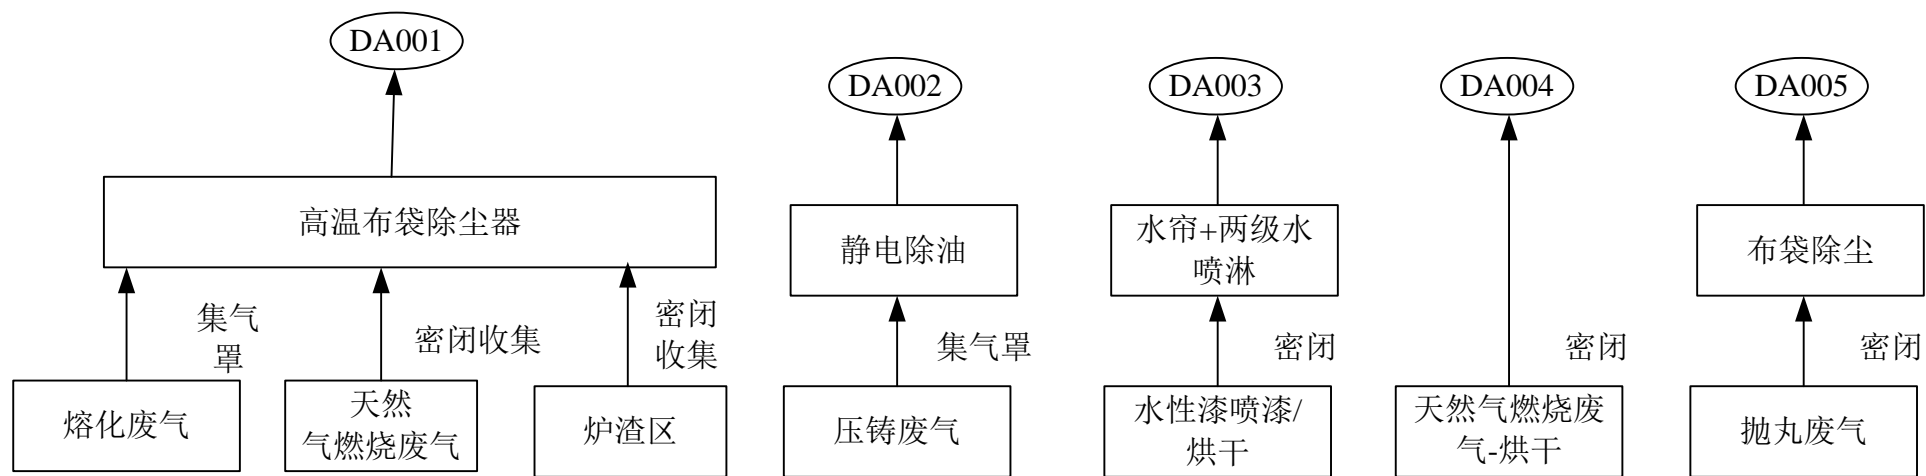 DA001
DA002
DA003
DA004
DA005
高温布袋除尘器
静电除油
水帘+两级水
喷淋
布袋除尘
集气
罩
密闭收集
密闭
收集
集气罩
密闭
密闭
密闭
熔化废气
天然
气燃烧废气
炉渣区
压铸废气
水性漆喷漆/
烘干
天然气燃烧废
气-烘干
抛丸废气